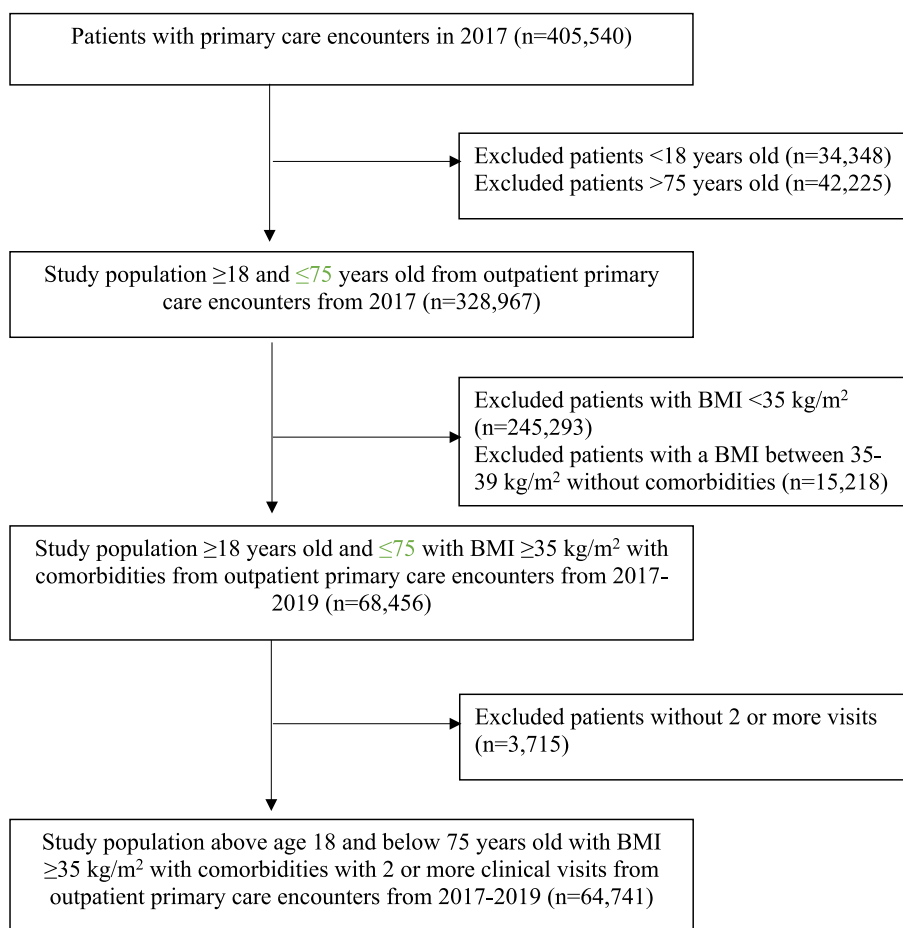 Patients with primary care encounters in 2017 (n=405,540)
Excluded patients <18 years old (n=34,348)
Excluded patients >75 years old (n=42,225)
Study population ≥18 and ≤75 years old from outpatient primary
care encounters from 2017 (n=328,967)
Excluded patients with BMI <35 kg/m²
(n=245,293)
Excluded patients with a BMI between 35-
39 kg/m² without comorbidities (n=15,218)
Study population ≥18 years old and ≤75 with BMI ≥35 kg/m² with
comorbidities from outpatient primary care encounters from 2017-
2019 (n=68,456)
Excluded patients without 2 or more visits
(n=3,715)
Study population above age 18 and below 75 years old with BMI
≥35 kg/m² with comorbidities with 2 or more clinical visits from
outpatient primary care encounters from 2017-2019 (n=64,741)